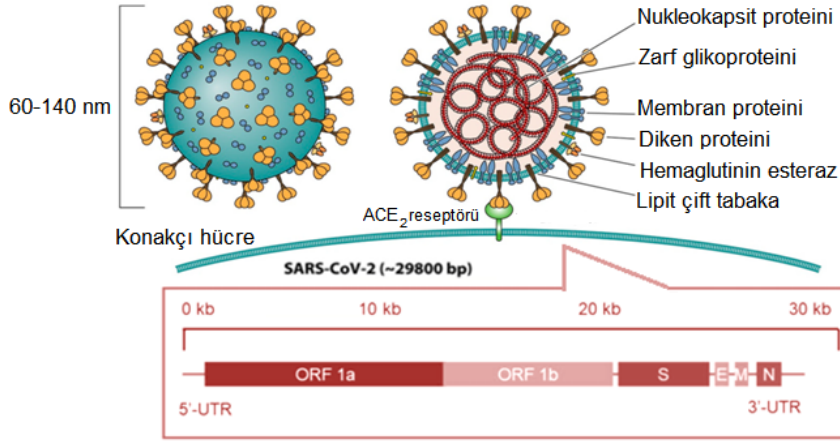 Nukleokapsit proteini
Zarf glikoproteini
60-140 nm
Membran proteini
Diken proteini
Hemaglutinin esteraz
Lipit çift tabaka
ACE2 reseptörü
Konakçı hücre
SARS-CoV-2 (~29800 bp)
0 kb 10 kb 20 kb 30 kb
ORF 1a ORF 1b S E M N
5'-UTR 3'-UTR